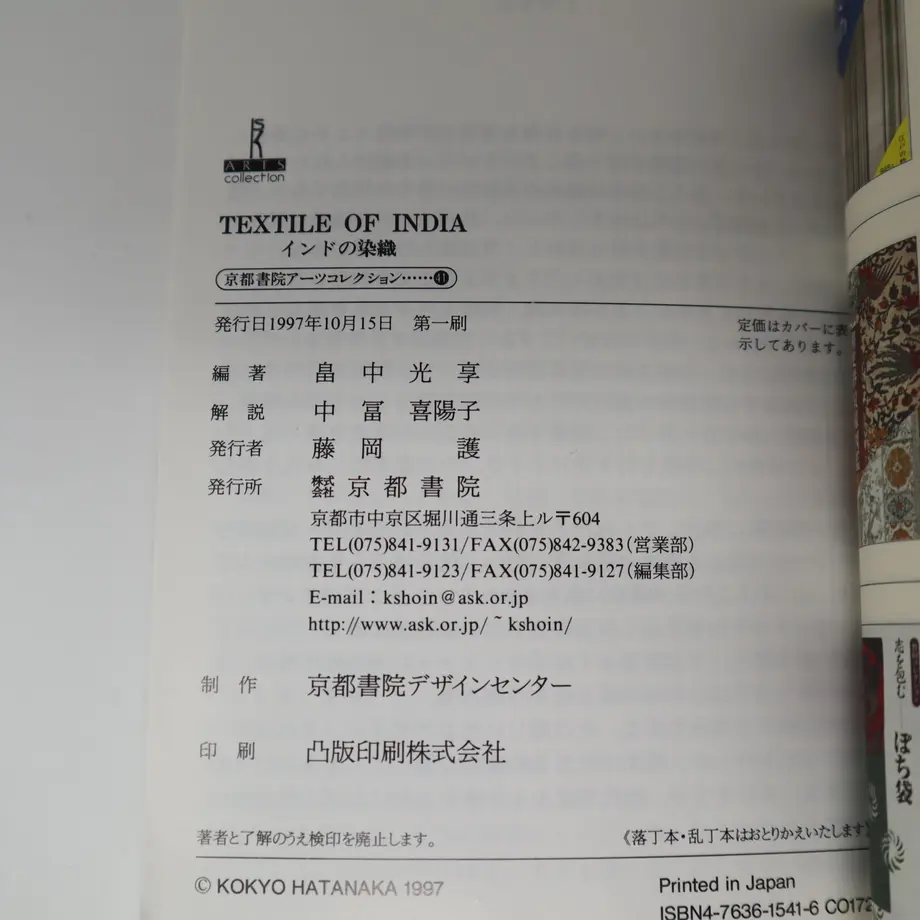 ARTS
collection
TEXTILE OF INDIA
インドの染織
京都書院アーツコレクション……41
発行日1997年10月15日 第一刷
定価はカバーに表
示してあります。
編 著 畠中光享
解 説 中冨喜陽子
発行者 藤岡 護
発行所 株式会社 京都書院
京都市中京区堀川通三条上ル〒604
TEL(075)841-9131/FAX(075)842-9383(営業部)
TEL(075)841-9123/FAX(075)841-9127(編集部)
E-mail：kshoin@ask.or.jp
http://www.ask.or.jp/~kshoin/
制 作 京都書院デザインセンター
印 刷 凸版印刷株式会社
著者と了解のうえ検印を廃止します。
《落丁本・乱丁本はおとりかえいたします
© KOKYO HATANAKA 1997
Printed in Japan
ISBN4-7636-1541-6 CO172
志を包む
ぽち袋